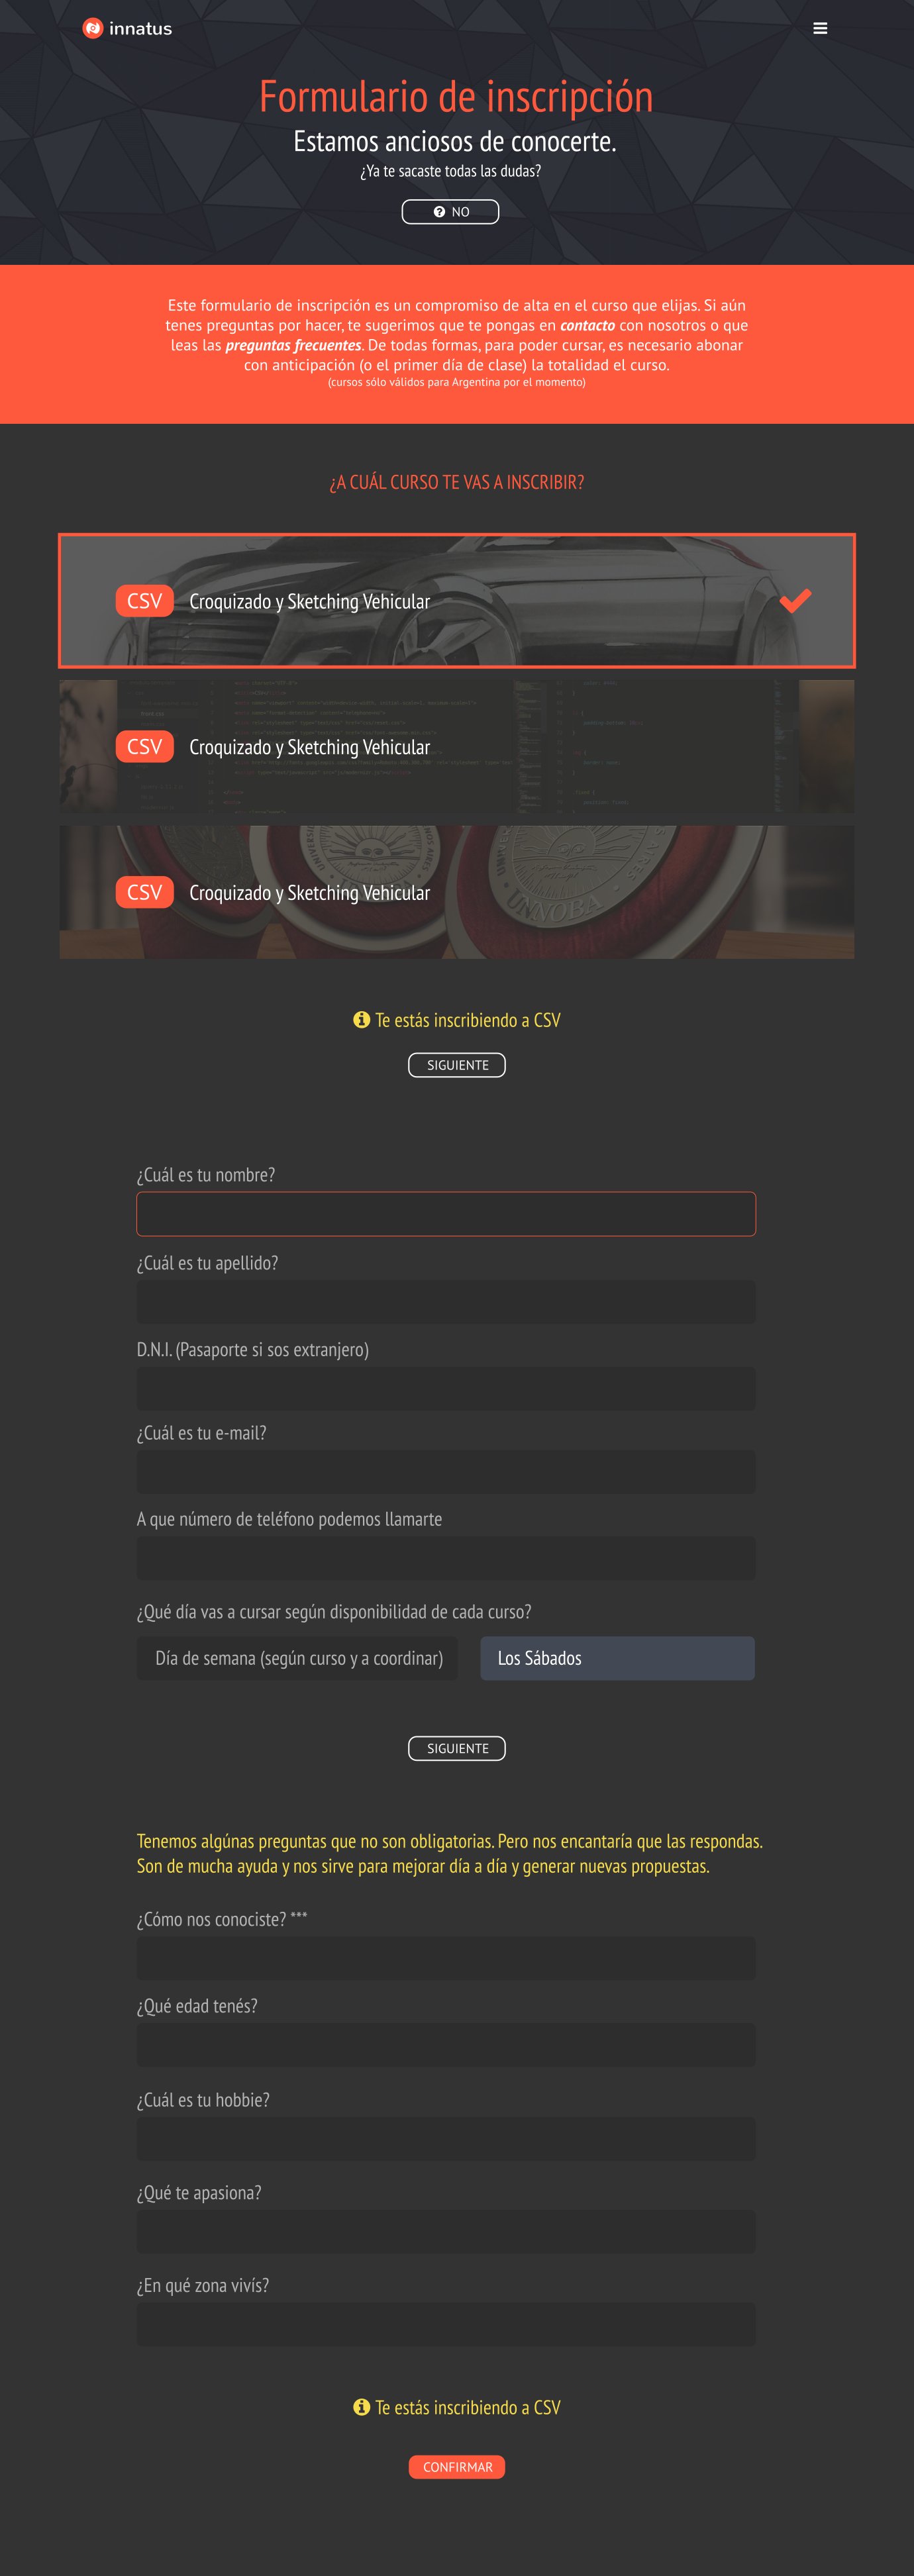 innatus
Formulario de inscripción
Estamos anciosos de conocerte.
¿Ya te sacaste todas las dudas?
NO
Este formulario de inscripción es un compromiso de alta en el curso que elijas. Si aún
tenes preguntas por hacer, te sugerimos que te pongas en contacto con nosotros o que
leas las preguntas frecuentes. De todas formas, para poder cursar, es necesario abonar
con anticipación (o el primer día de clase) la totalidad el curso.
(cursos sólo válidos para Argentina por el momento)
¿A CUÁL CURSO TE VAS A INSCRIBIR?
CSV Croquizado y Sketching Vehicular
CSV Croquizado y Sketching Vehicular
CSV Croquizado y Sketching Vehicular
UNNOBA
Te estás inscribiendo a CSV
SIGUIENTE
¿Cuál es tu nombre?
¿Cuál es tu apellido?
D.N.I. (Pasaporte si sos extranjero)
¿Cuál es tu e-mail?
A que número de teléfono podemos llamarte
¿Qué día vas a cursar según disponibilidad de cada curso?
Día de semana (según curso y a coordinar) Los Sábados
SIGUIENTE
Tenemos algúnas preguntas que no son obligatorias. Pero nos encantaría que las respondas.
Son de mucha ayuda y nos sirve para mejorar día a día y generar nuevas propuestas.
¿Cómo nos conociste? ***
¿Qué edad tenés?
¿Cuál es tu hobbie?
¿Qué te apasiona?
¿En qué zona vivís?
Te estás inscribiendo a CSV
CONFIRMAR